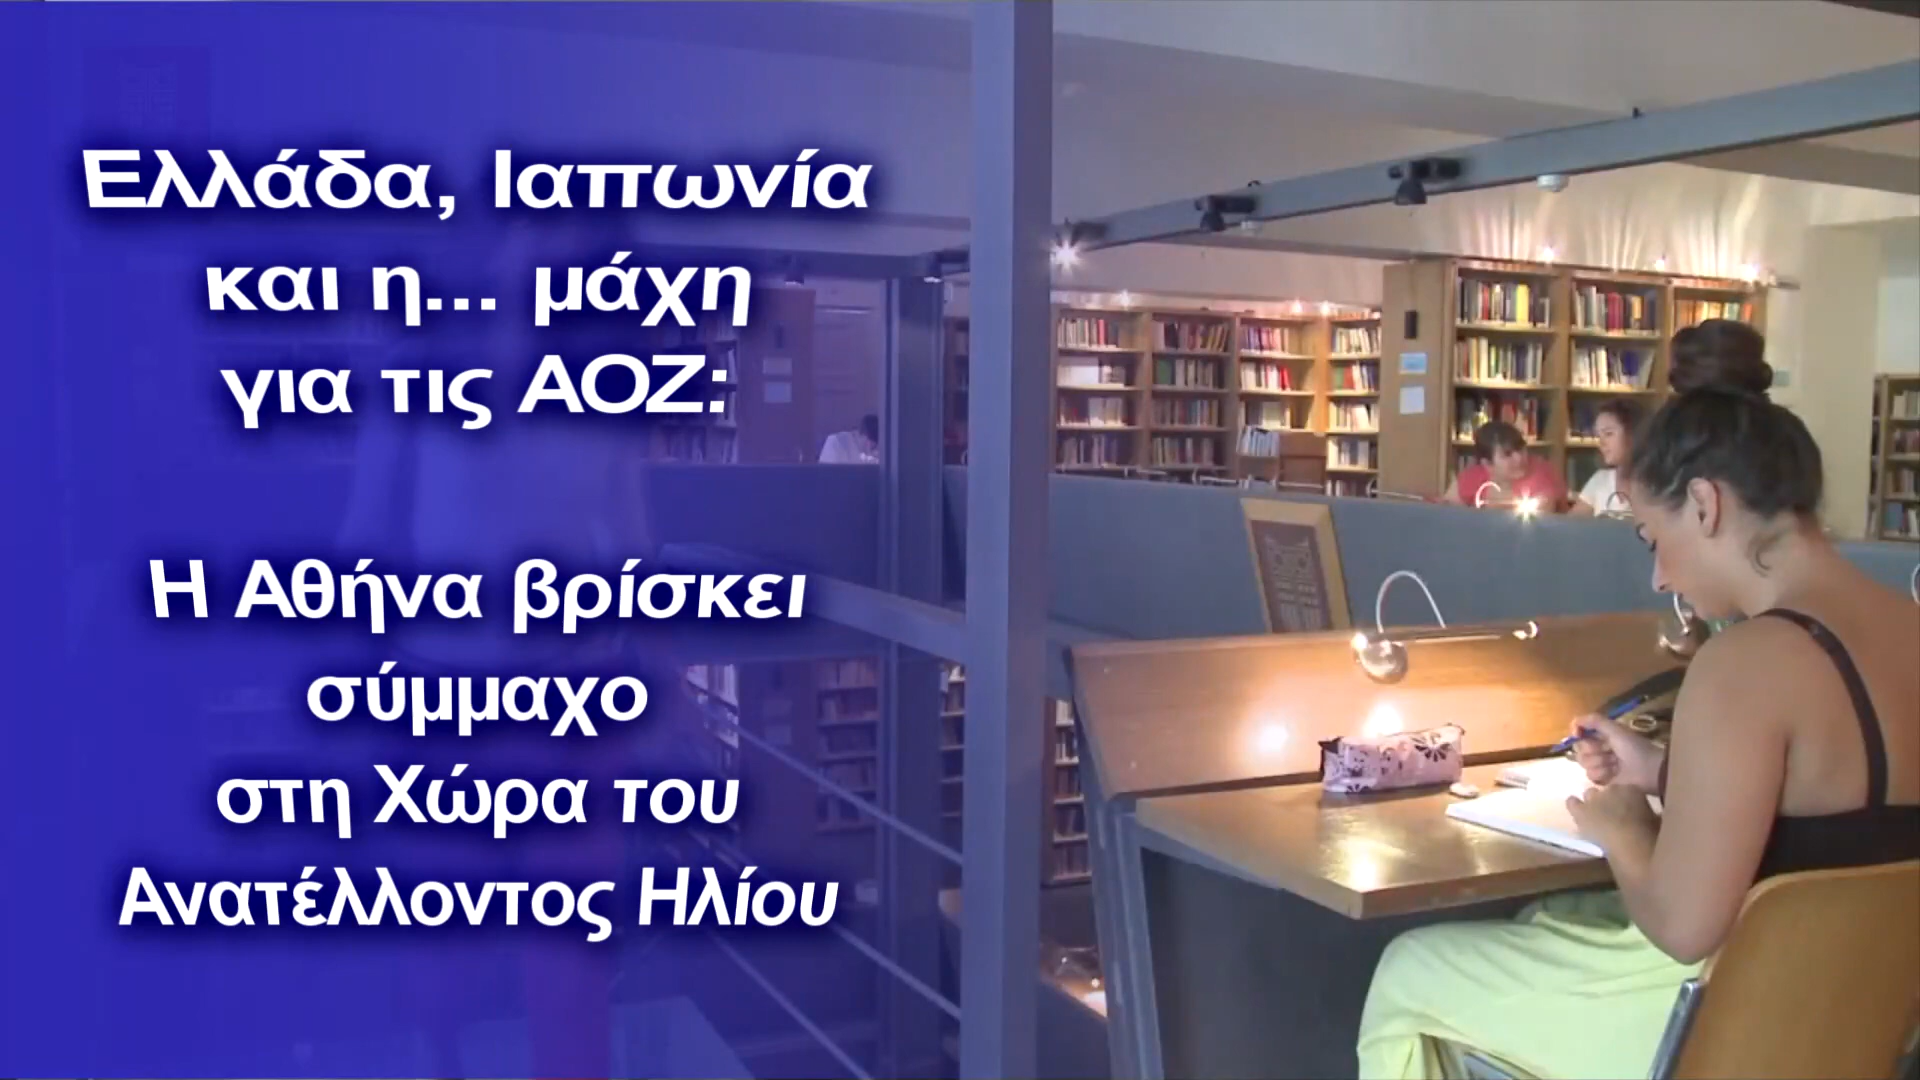 Ελλάδα, Ιαπωνία
και η... μάχη
για τις ΑΟΖ:
Η Αθήνα βρίσκει
σύμμαχο
στη Χώρα του
Ανατέλλοντος Ηλίου